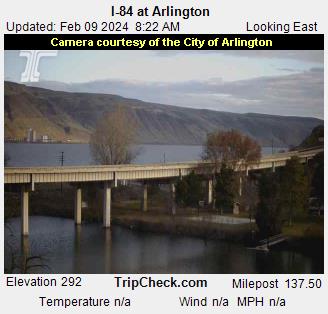 I-84 at Arlington
Updated: Feb 09 2024 8:22 AM Looking East
Camera courtesy of the City of Arlington
Elevation 292 TripCheck.com Milepost 137.50
Temperature n/a Wind n/a MPH n/a